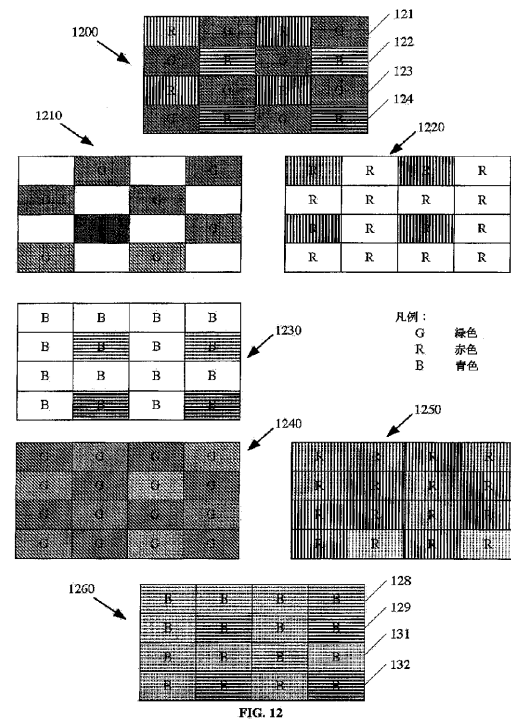 1200
R G R G 121
G B G B 122
R G R G 123
G B G B 124
1210
G G
G G
G G
1220
R R R R
R R R R
R R R R
R R R R
1230
B B B B
B B B B
B B B B
B B B B
凡例：
G 緑色
R 赤色
B 青色
1240
G G G G
G G G G
G G G G
G G G G
1250
R R R R
R R R R
R R R R
R R R R
1260
B B B B 128
B B B B 129
B B B B 131
B B R B 132
FIG. 12